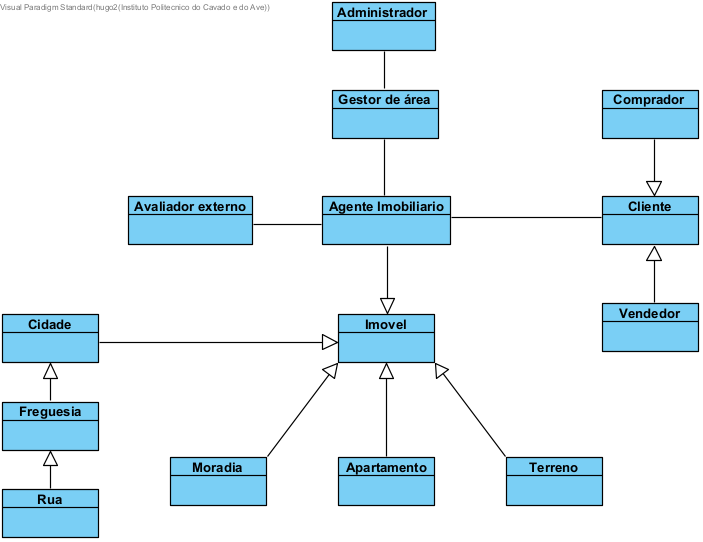 Visual Paradigm Standard(hugo2(Instituto Politecnico do Cavado e do Ave))
Administrador
Gestor de área
Comprador
Avaliador externo
Agente Imobiliario
Cliente
Vendedor
Cidade
Imovel
Freguesia
Moradia
Apartamento
Terreno
Rua